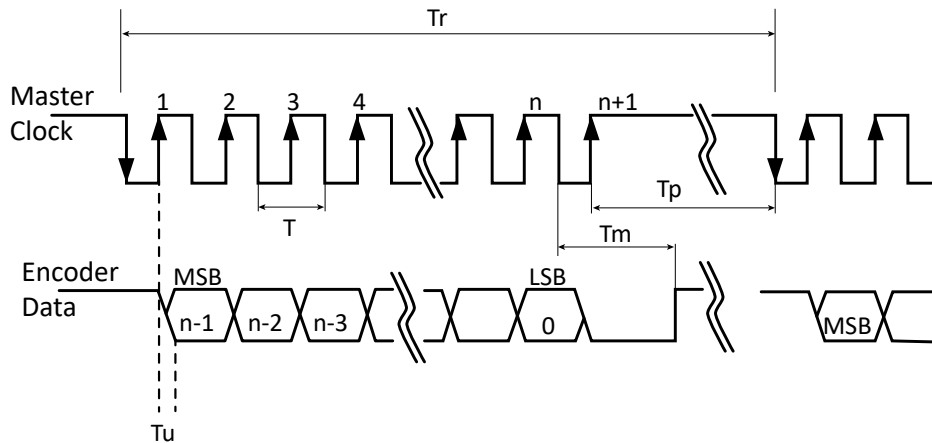 Tr
Master
Clock
1 2 3 4 n n+1
T
Tp
Tm
Encoder
Data
MSB LSB
n-1 n-2 n-3 0 MSB
Tu